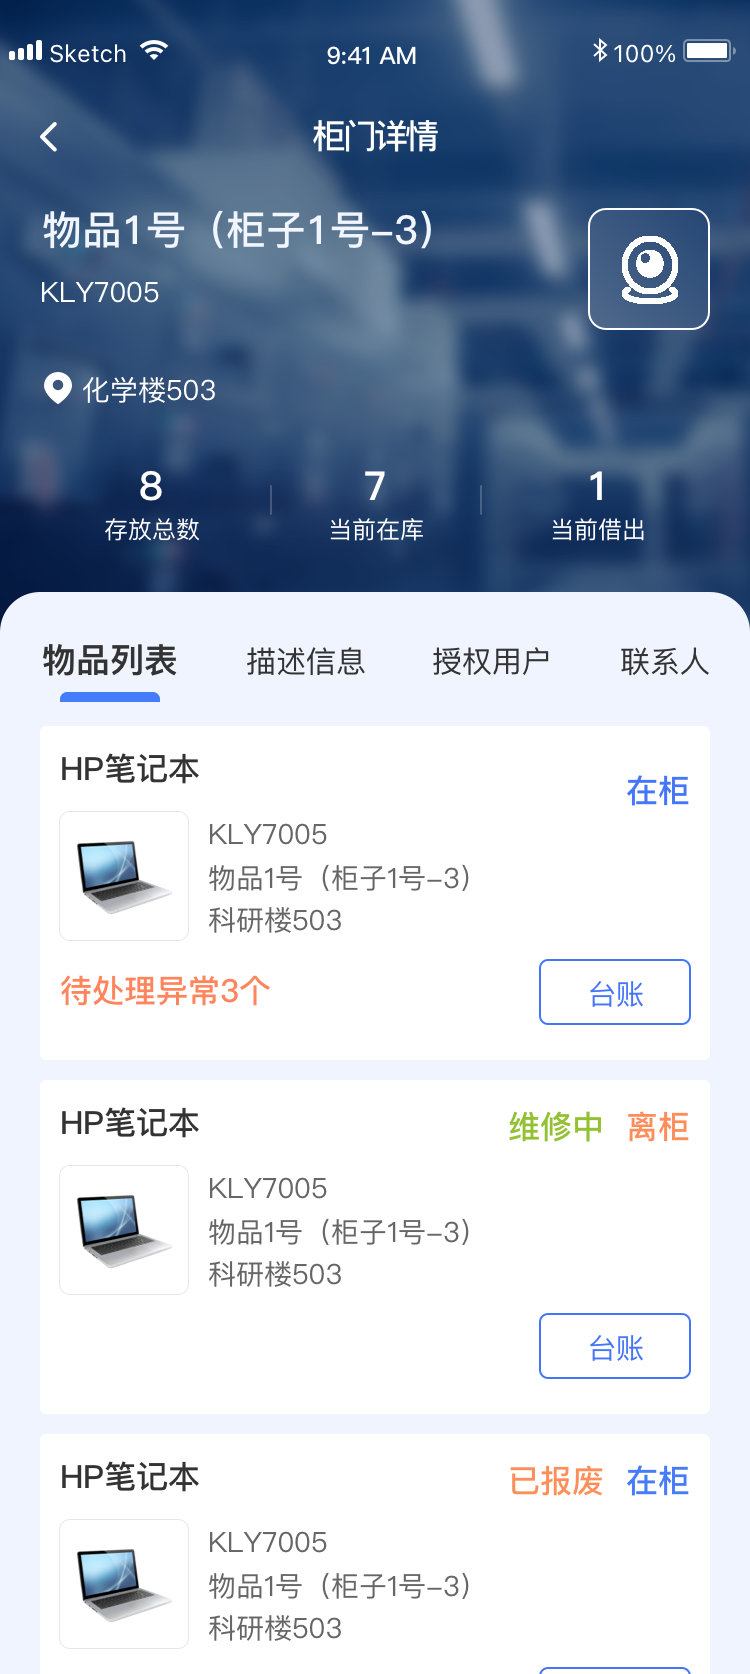 Sketch 9:41 AM 100%
柜门详情
物品1号（柜子1号-3）
KLY7005
化学楼503
8 7 1
存放总数 当前在库 当前借出
物品列表 描述信息 授权用户 联系人
HP笔记本
在柜
KLY7005
物品1号（柜子1号-3）
科研楼503
待处理异常3个 台账
HP笔记本 维修中 离柜
KLY7005
物品1号（柜子1号-3）
科研楼503
台账
HP笔记本 已报废 在柜
KLY7005
物品1号（柜子1号-3）
科研楼503